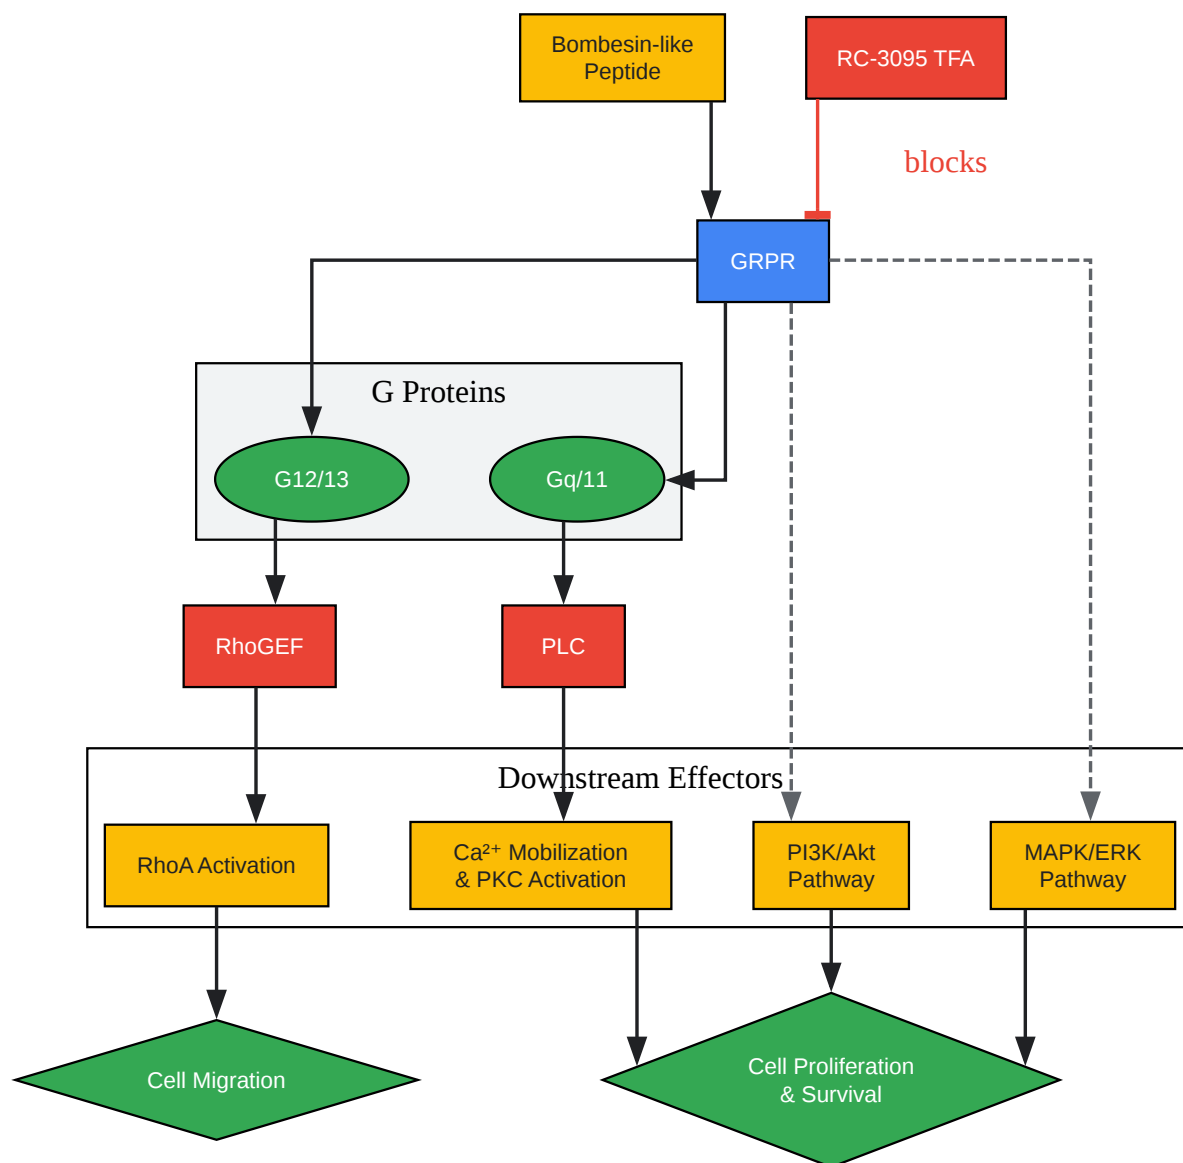 Bombesin-like
Peptide
RC-3095 TFA
blocks
GRPR
G Proteins
G12/13
Gq/11
RhoGEF
PLC
Downstream Effectors
RhoA Activation
Ca²⁺ Mobilization
& PKC Activation
PI3K/Akt
Pathway
MAPK/ERK
Pathway
Cell Migration
Cell Proliferation
& Survival